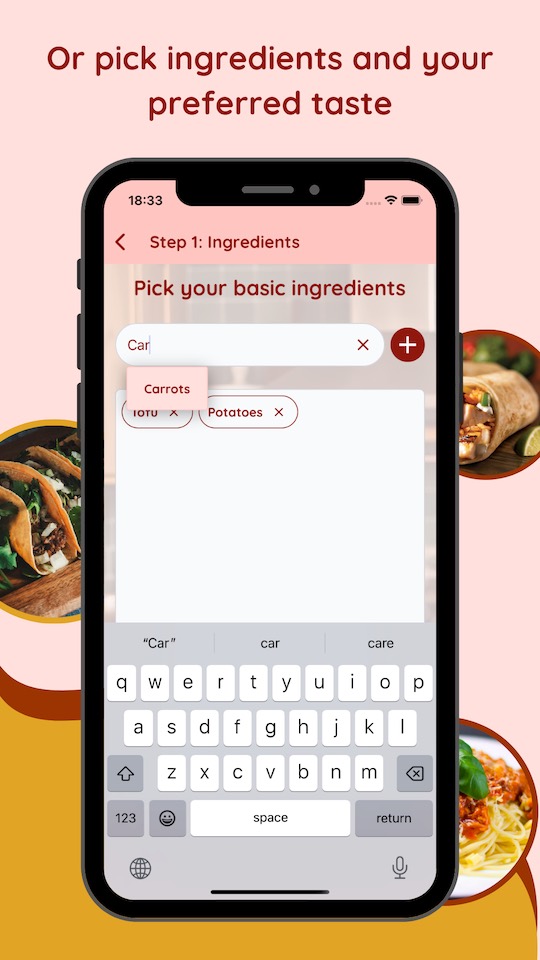 Or pick ingredients and your
preferred taste
18:33
Step 1: Ingredients
Pick your basic ingredients
Car
Carrots
Tofu
Potatoes
“Car” car care
q w e r t y u i o p
a s d f g h j k l
z x c v b n m
123 space return